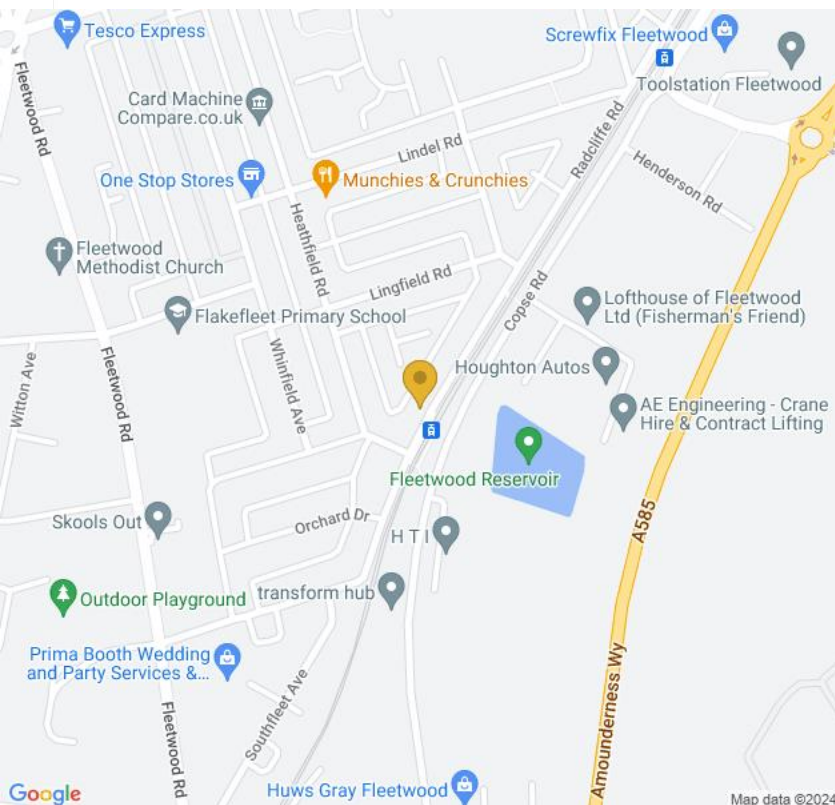 Tesco Express
Screwfix Fleetwood
Toolstation Fleetwood
Fleetwood Rd
Card Machine
Compare.co.uk
Lindel Rd
Radcliffe Rd
Henderson Rd
One Stop Stores
Munchies & Crunchies
Heathfield Rd
Fleetwood
Methodist Church
Lingfield Rd
Copse Rd
Lofthouse of Fleetwood
Ltd (Fisherman's Friend)
Flakefleet Primary School
Houghton Autos
Witton Ave
Fleetwood Rd
Whinfield Ave
AE Engineering - Crane
Hire & Contract Lifting
Fleetwood Reservoir
A585
Skools Out
Orchard Dr
H T I
Outdoor Playground
transform hub
Prima Booth Wedding
and Party Services &...
Fleetwood Rd
Southfleet Ave
Amounderness Wy
Huws Gray Fleetwood
Google
Map data ©2024